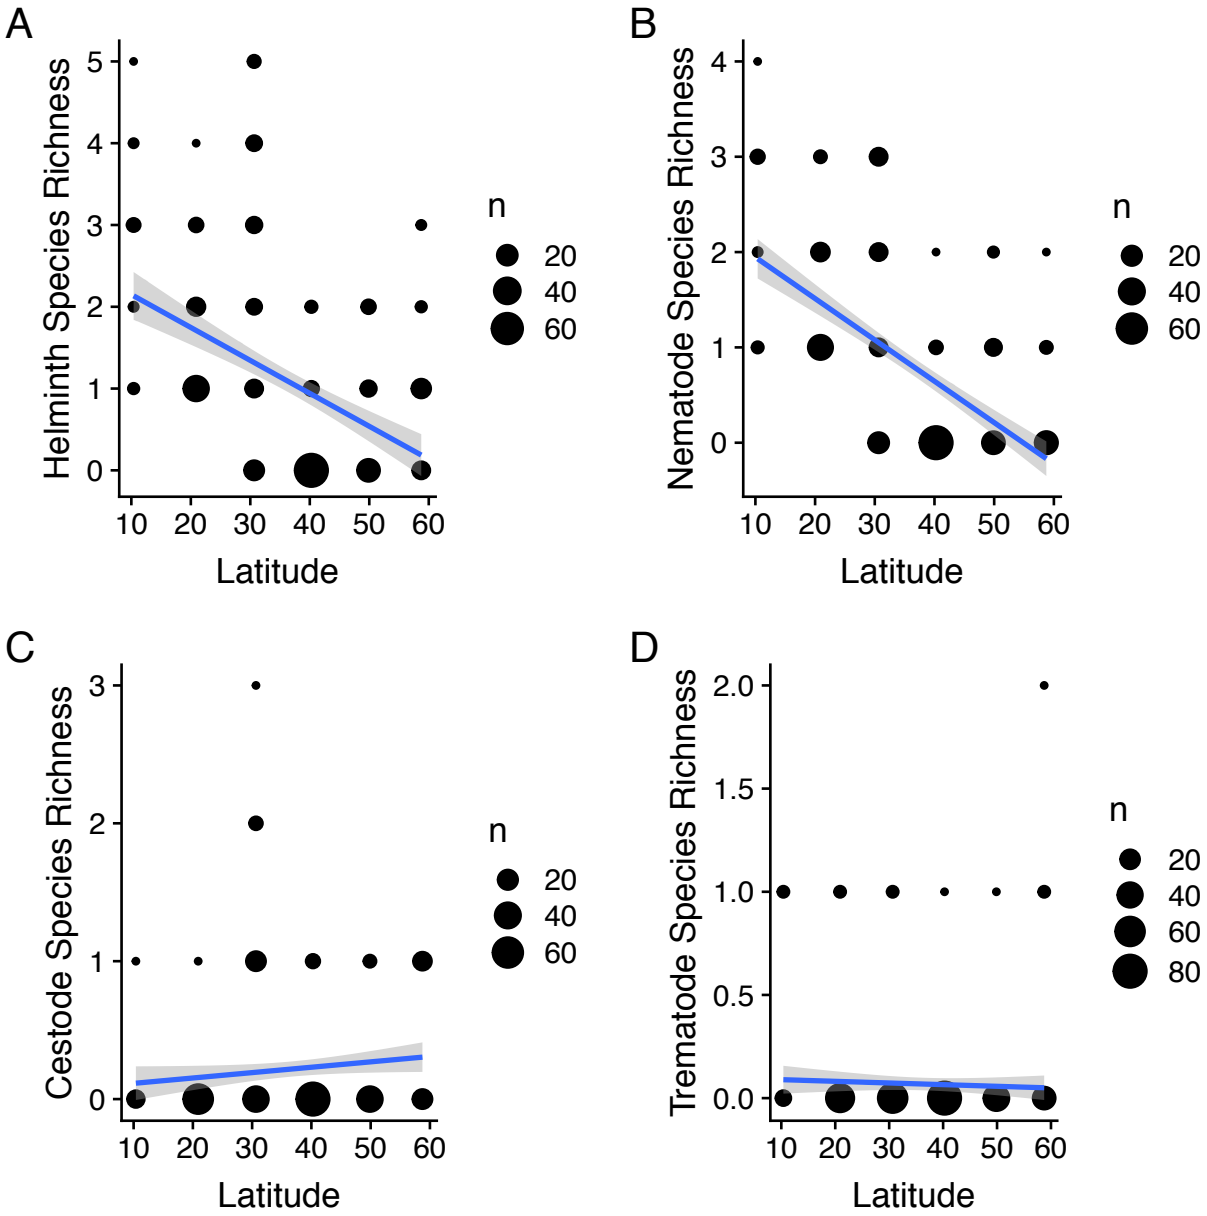 A
Helminth Species Richness
5
4
3
2
1
0
10 20 30 40 50 60
Latitude
n
20
40
60
B
Nematode Species Richness
4
3
2
1
0
10 20 30 40 50 60
Latitude
n
20
40
60
C
Cestode Species Richness
3
2
1
0
10 20 30 40 50 60
Latitude
n
20
40
60
D
Trematode Species Richness
2.0
1.5
1.0
0.5
0.0
10 20 30 40 50 60
Latitude
n
20
40
60
80